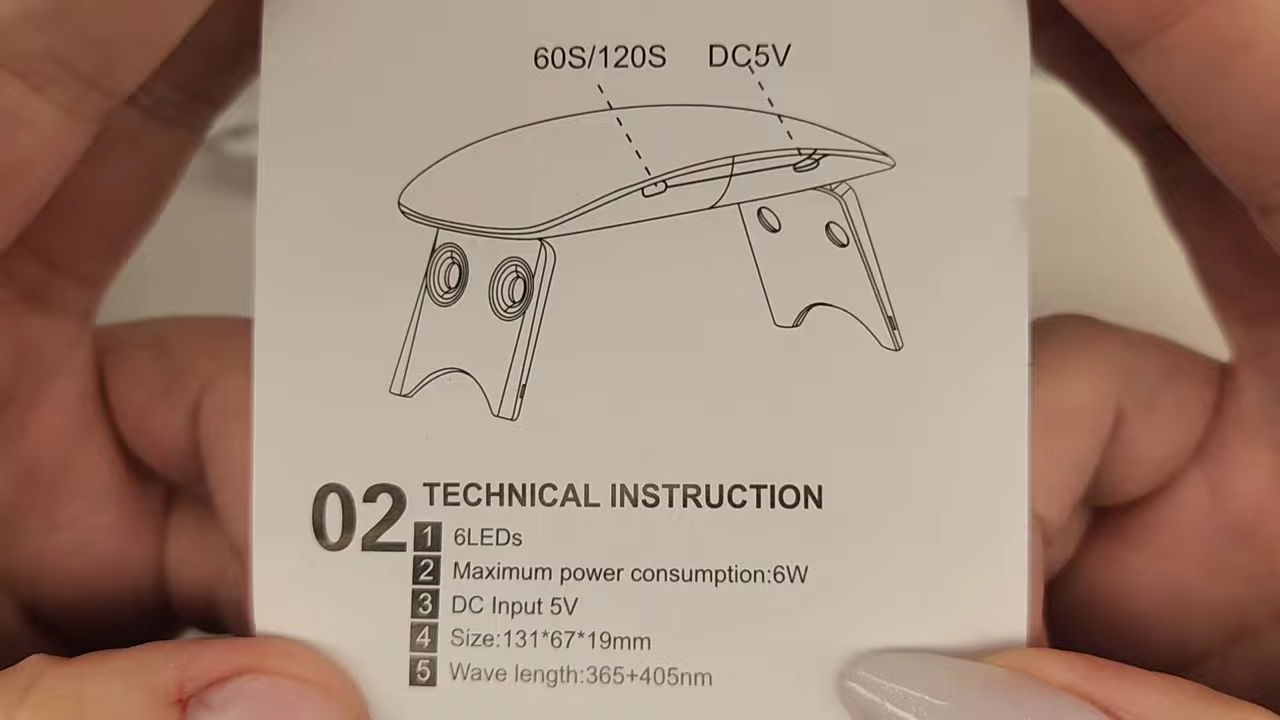 60S/120S DC5V
02 TECHNICAL INSTRUCTION
1 6LEDs
2 Maximum power consumption:6W
3 DC Input 5V
4 Size:131*67*19mm
5 Wave length:365+405nm